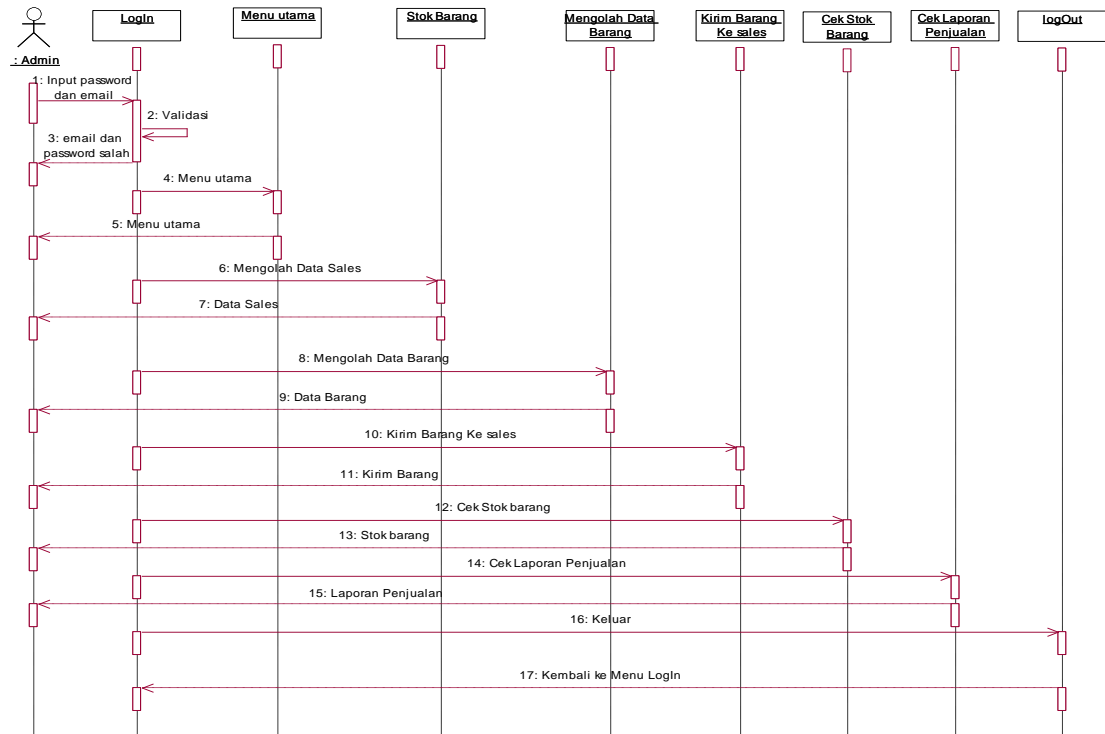 LogIn
Menu utama
Stok Barang
Mengolah Data
Barang
Kirim Barang
Ke sales
Cek Stok
Barang
Cek Laporan
Penjualan
logOut
: Admin
1: Input password
dan email
2: Validasi
3: email dan
password salah
4: Menu utama
5: Menu utama
6: Mengolah Data Sales
7: Data Sales
8: Mengolah Data Barang
9: Data Barang
10: Kirim Barang Ke sales
11: Kirim Barang
12: Cek Stok barang
13: Stok barang
14: Cek Laporan Penjualan
15: Laporan Penjualan
16: Keluar
17: Kembali ke Menu LogIn